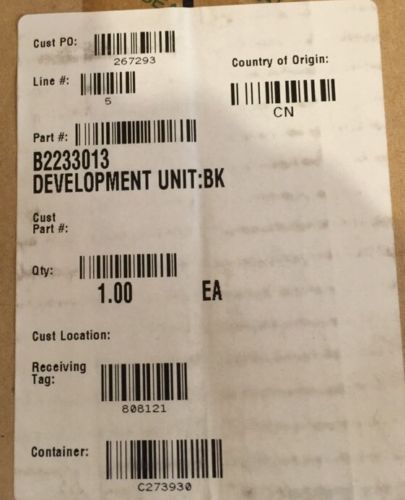 Cust PO:
267293
Country of Origin:
CN
Line #:
5
Part #:
B2233013
DEVELOPMENT UNIT:BK
Cust
Part #:
Qty:
1.00 EA
Cust Location:
Receiving
Tag:
808121
Container:
C273930